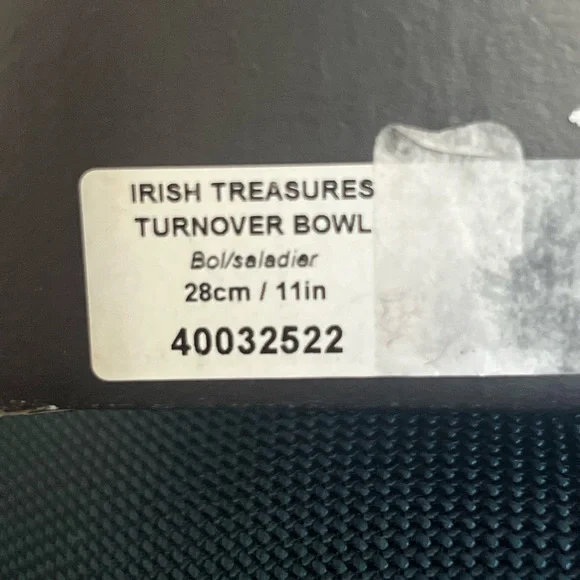 IRISH TREASURES
TURNOVER BOWL
Bol/saladier
28cm / 11in
40032522